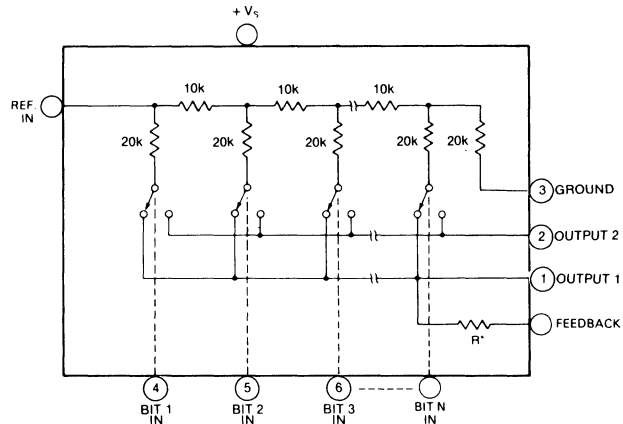 + VS
10k 10k 10k
REF.
IN
20k 20k 20k 20k 20k
3 GROUND
2 OUTPUT 2
1 OUTPUT 1
FEEDBACK
R*
4 5 6
BIT 1
IN
BIT 2
IN
BIT 3
IN
BIT N
IN